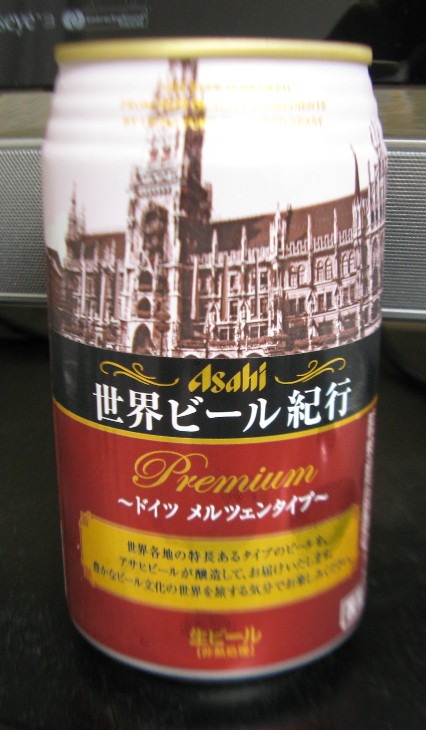 Asahi
世界ビール紀行
Premium
～ドイツ メルツェンタイプ～
世界各地の特長あるタイプのビールを、
アサヒビールが醸造して、お届けいたします。
豊かなビール文化の世界を旅する気分でお楽しみください。
生ビール